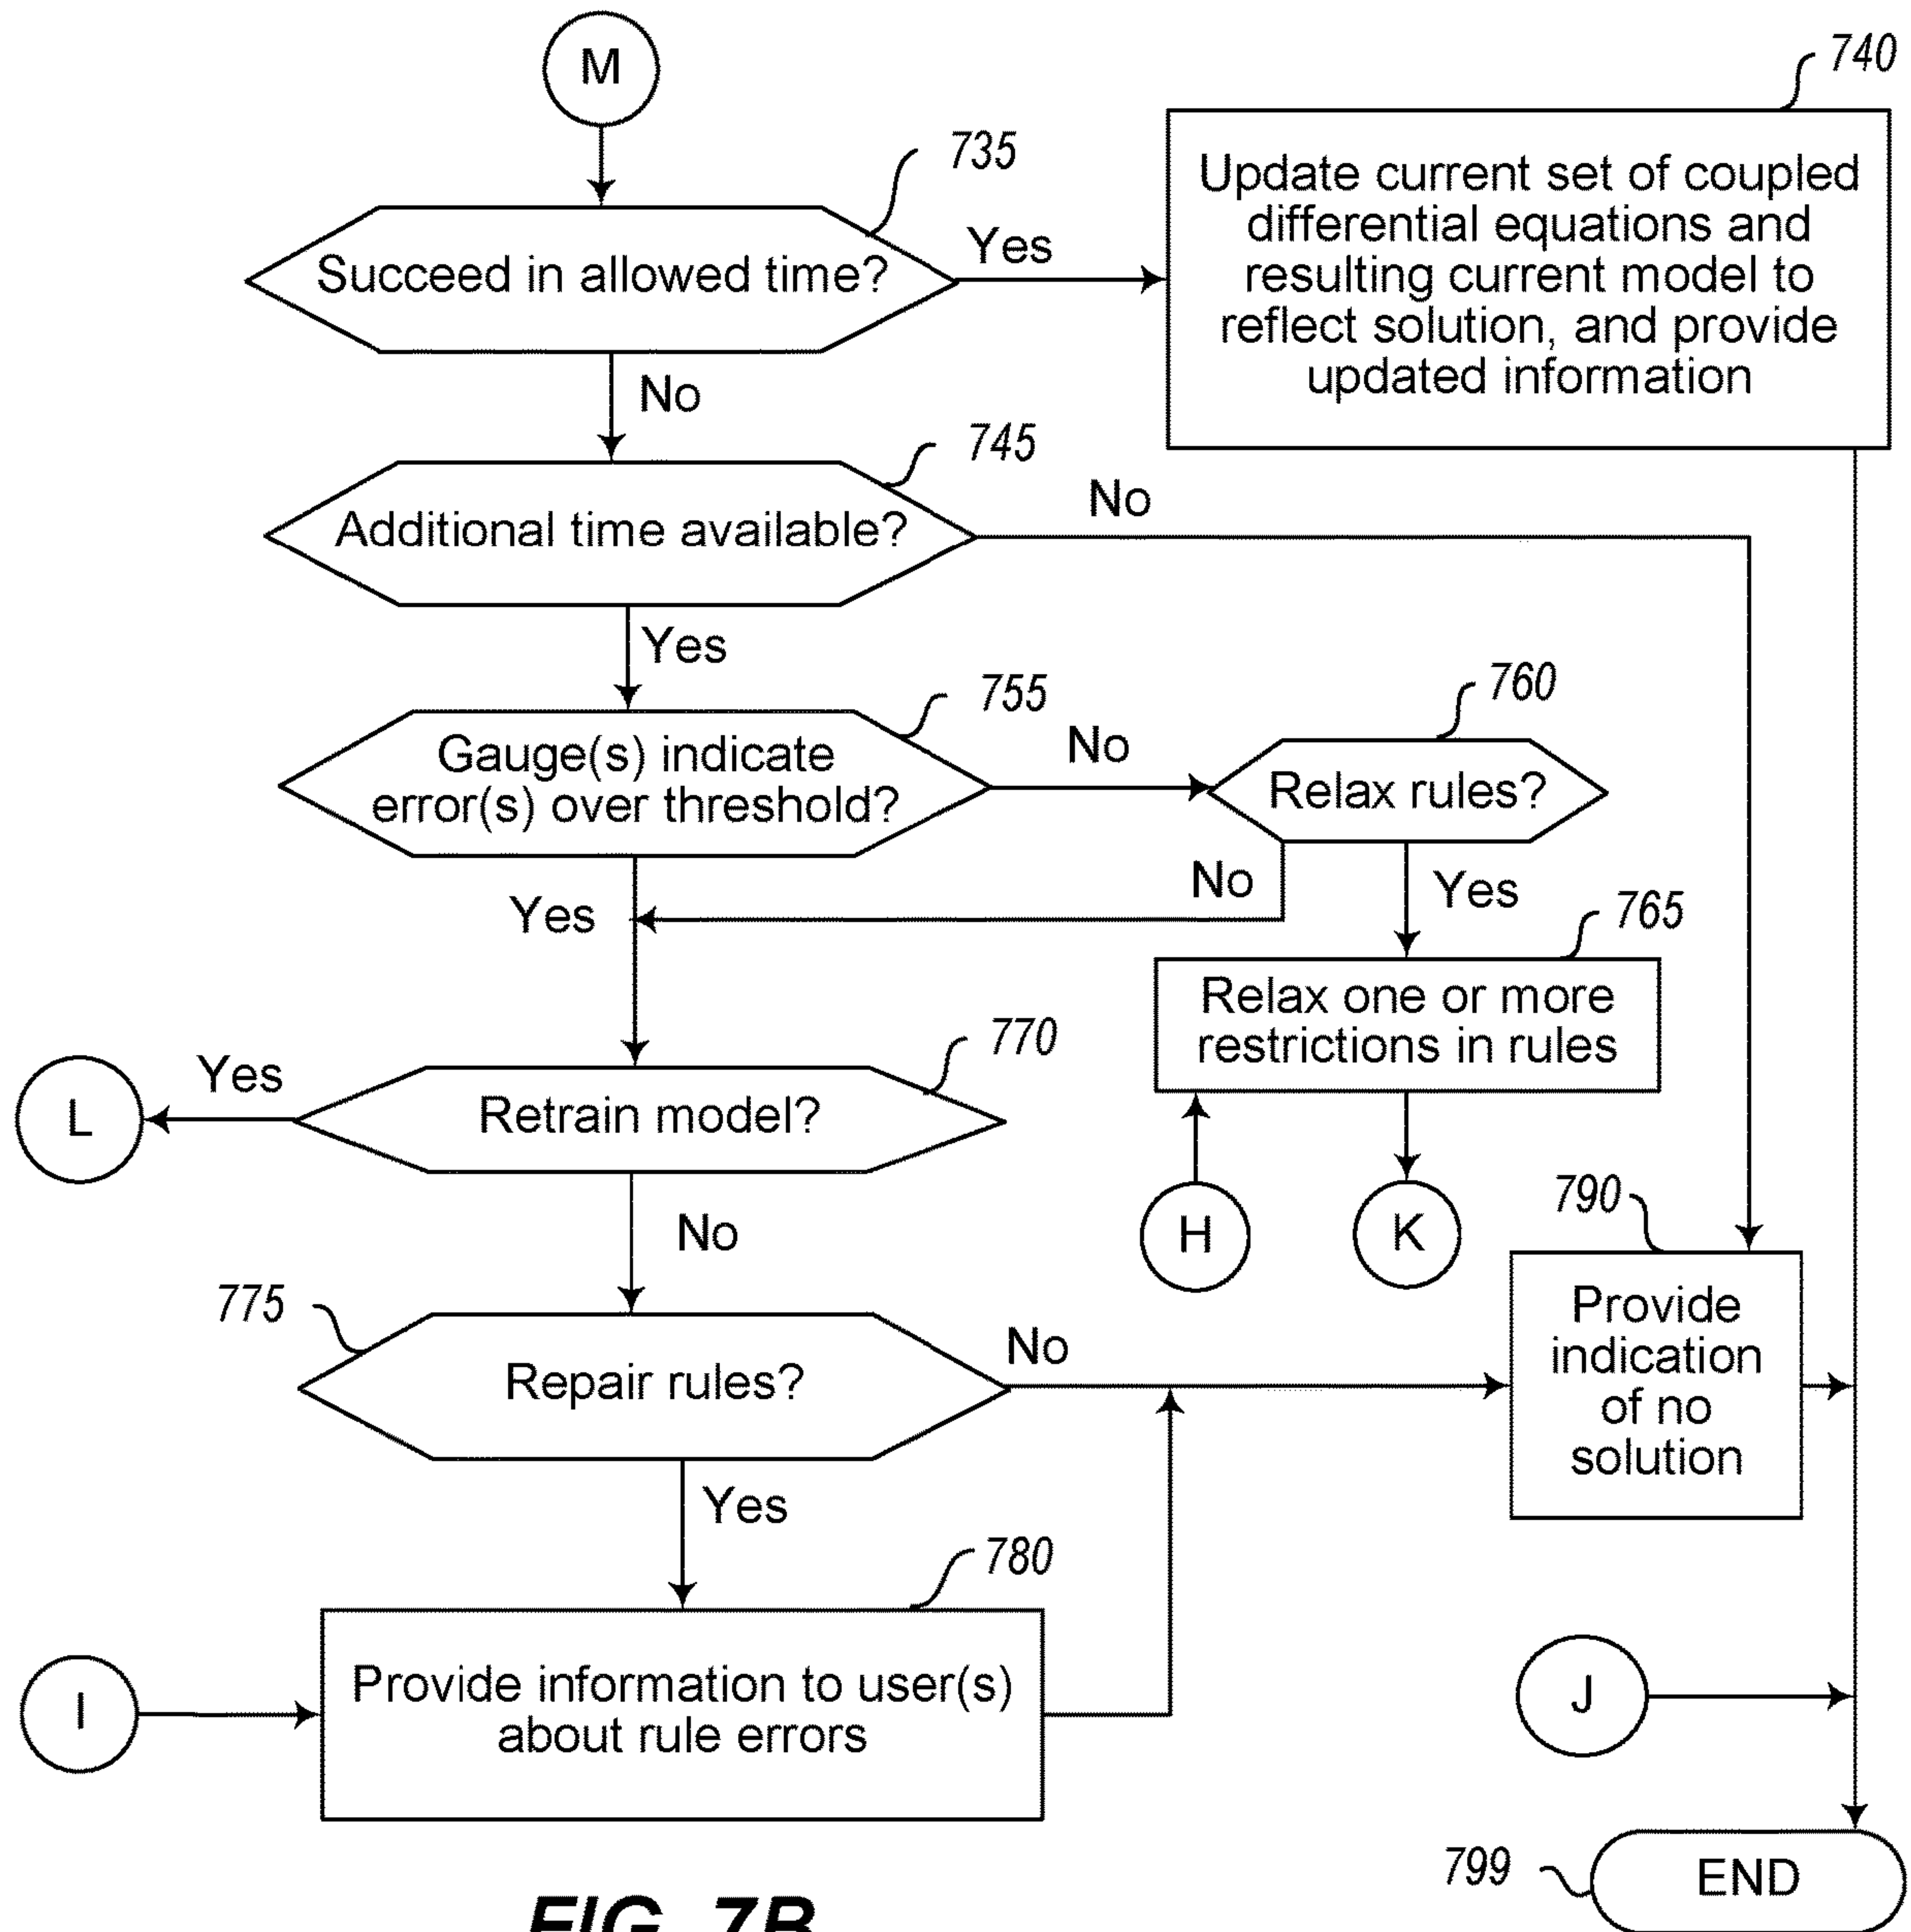 M
735
740
Succeed in allowed time?
Yes
Update current set of coupled
differential equations and
resulting current model to
reflect solution, and provide
updated information
No
745
Additional time available?
No
Yes
755
760
Gauge(s) indicate
error(s) over threshold?
No
Relax rules?
No
Yes
Yes
765
Relax one or more
restrictions in rules
770
L
Yes
Retrain model?
H
K
790
No
775
Repair rules?
No
Provide
indication
of no
solution
Yes
780
I
Provide information to user(s)
about rule errors
J
799
END
FIG. 7B